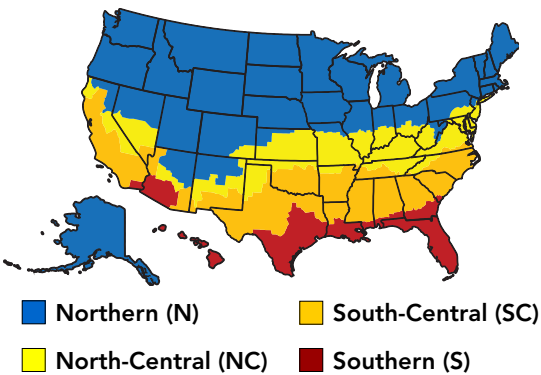 Northern (N)
South-Central (SC)
North-Central (NC)
Southern (S)